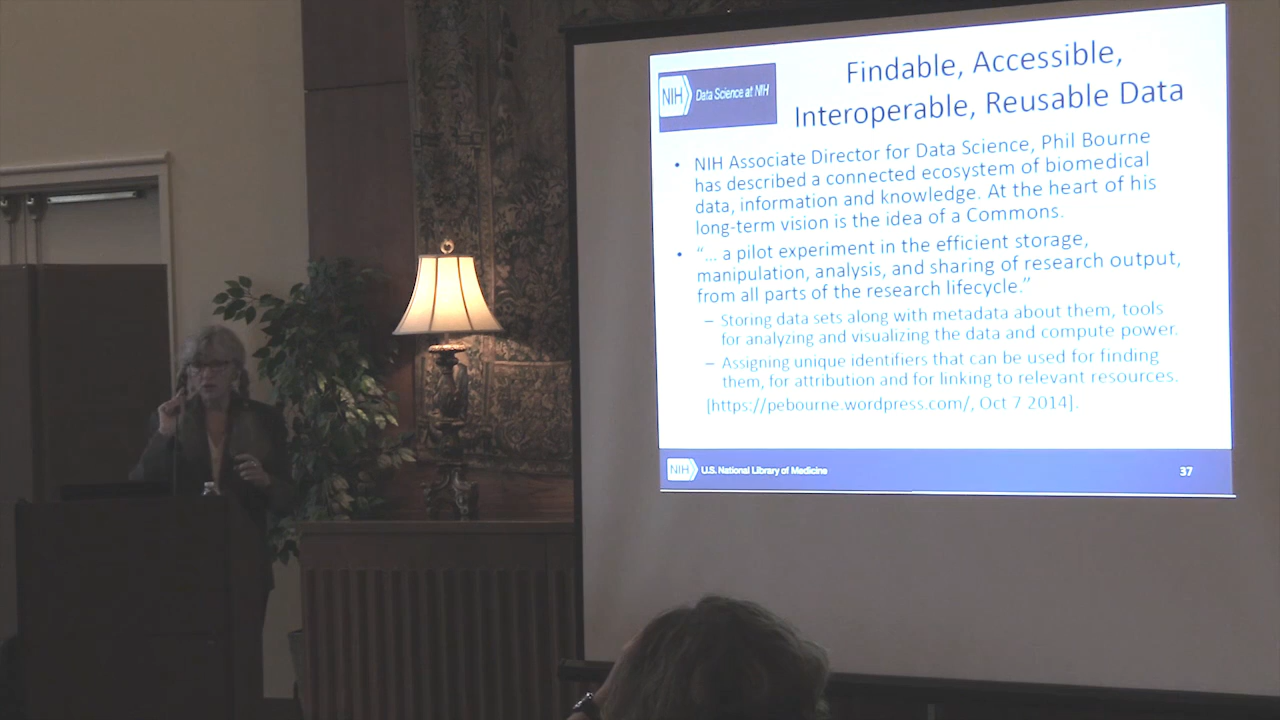 NIH Data Science at NIH
Findable, Accessible,
Interoperable, Reusable Data
• NIH Associate Director for Data Science, Phil Bourne
has described a connected ecosystem of biomedical
data, information and knowledge. At the heart of his
long-term vision is the idea of a Commons.
• “… a pilot experiment in the efficient storage,
manipulation, analysis, and sharing of research output,
from all parts of the research lifecycle.”
– Storing data sets along with metadata about them, tools
for analyzing and visualizing the data and compute power.
– Assigning unique identifiers that can be used for finding
them, for attribution and for linking to relevant resources.
[https://pebourne.wordpress.com/, Oct 7 2014].
NIH U.S. National Library of Medicine
37